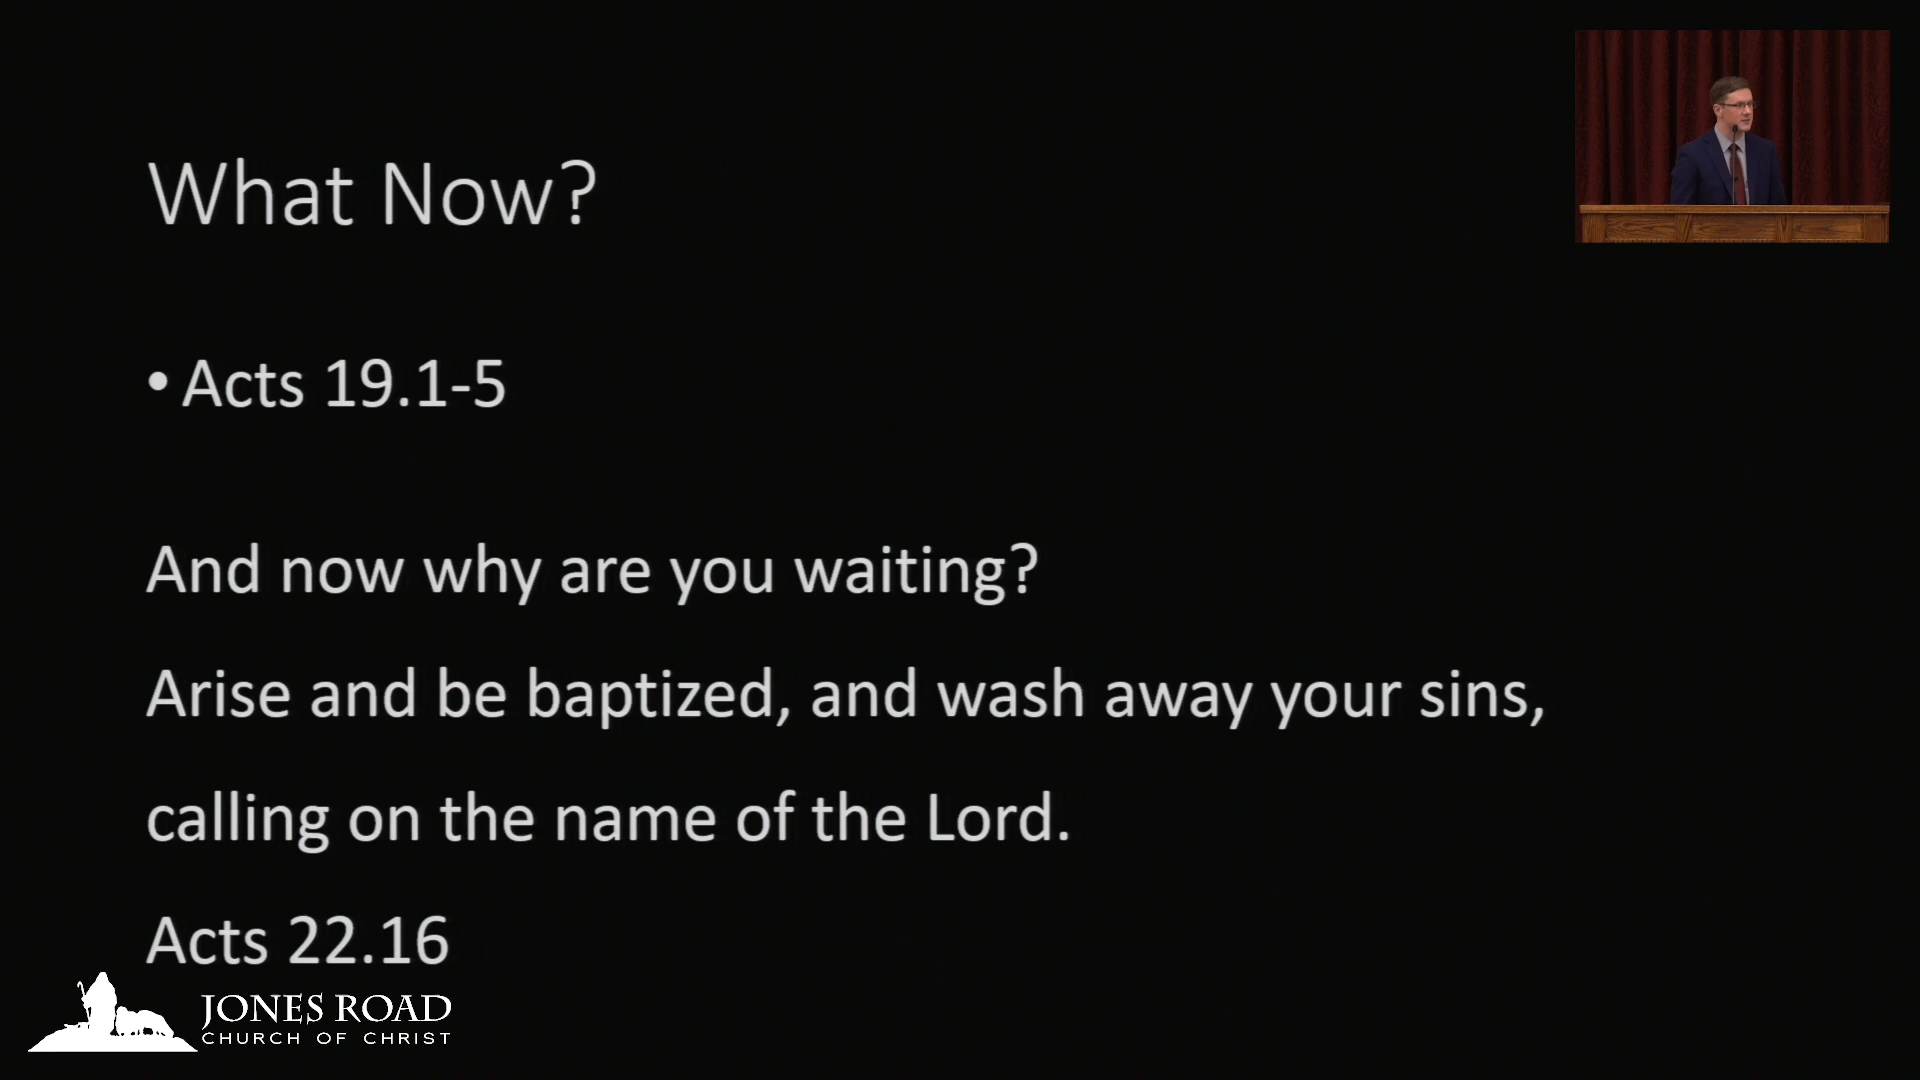 What Now?
• Acts 19.1-5
And now why are you waiting?
Arise and be baptized, and wash away your sins,
calling on the name of the Lord.
Acts 22.16
JONES ROAD
CHURCH OF CHRIST